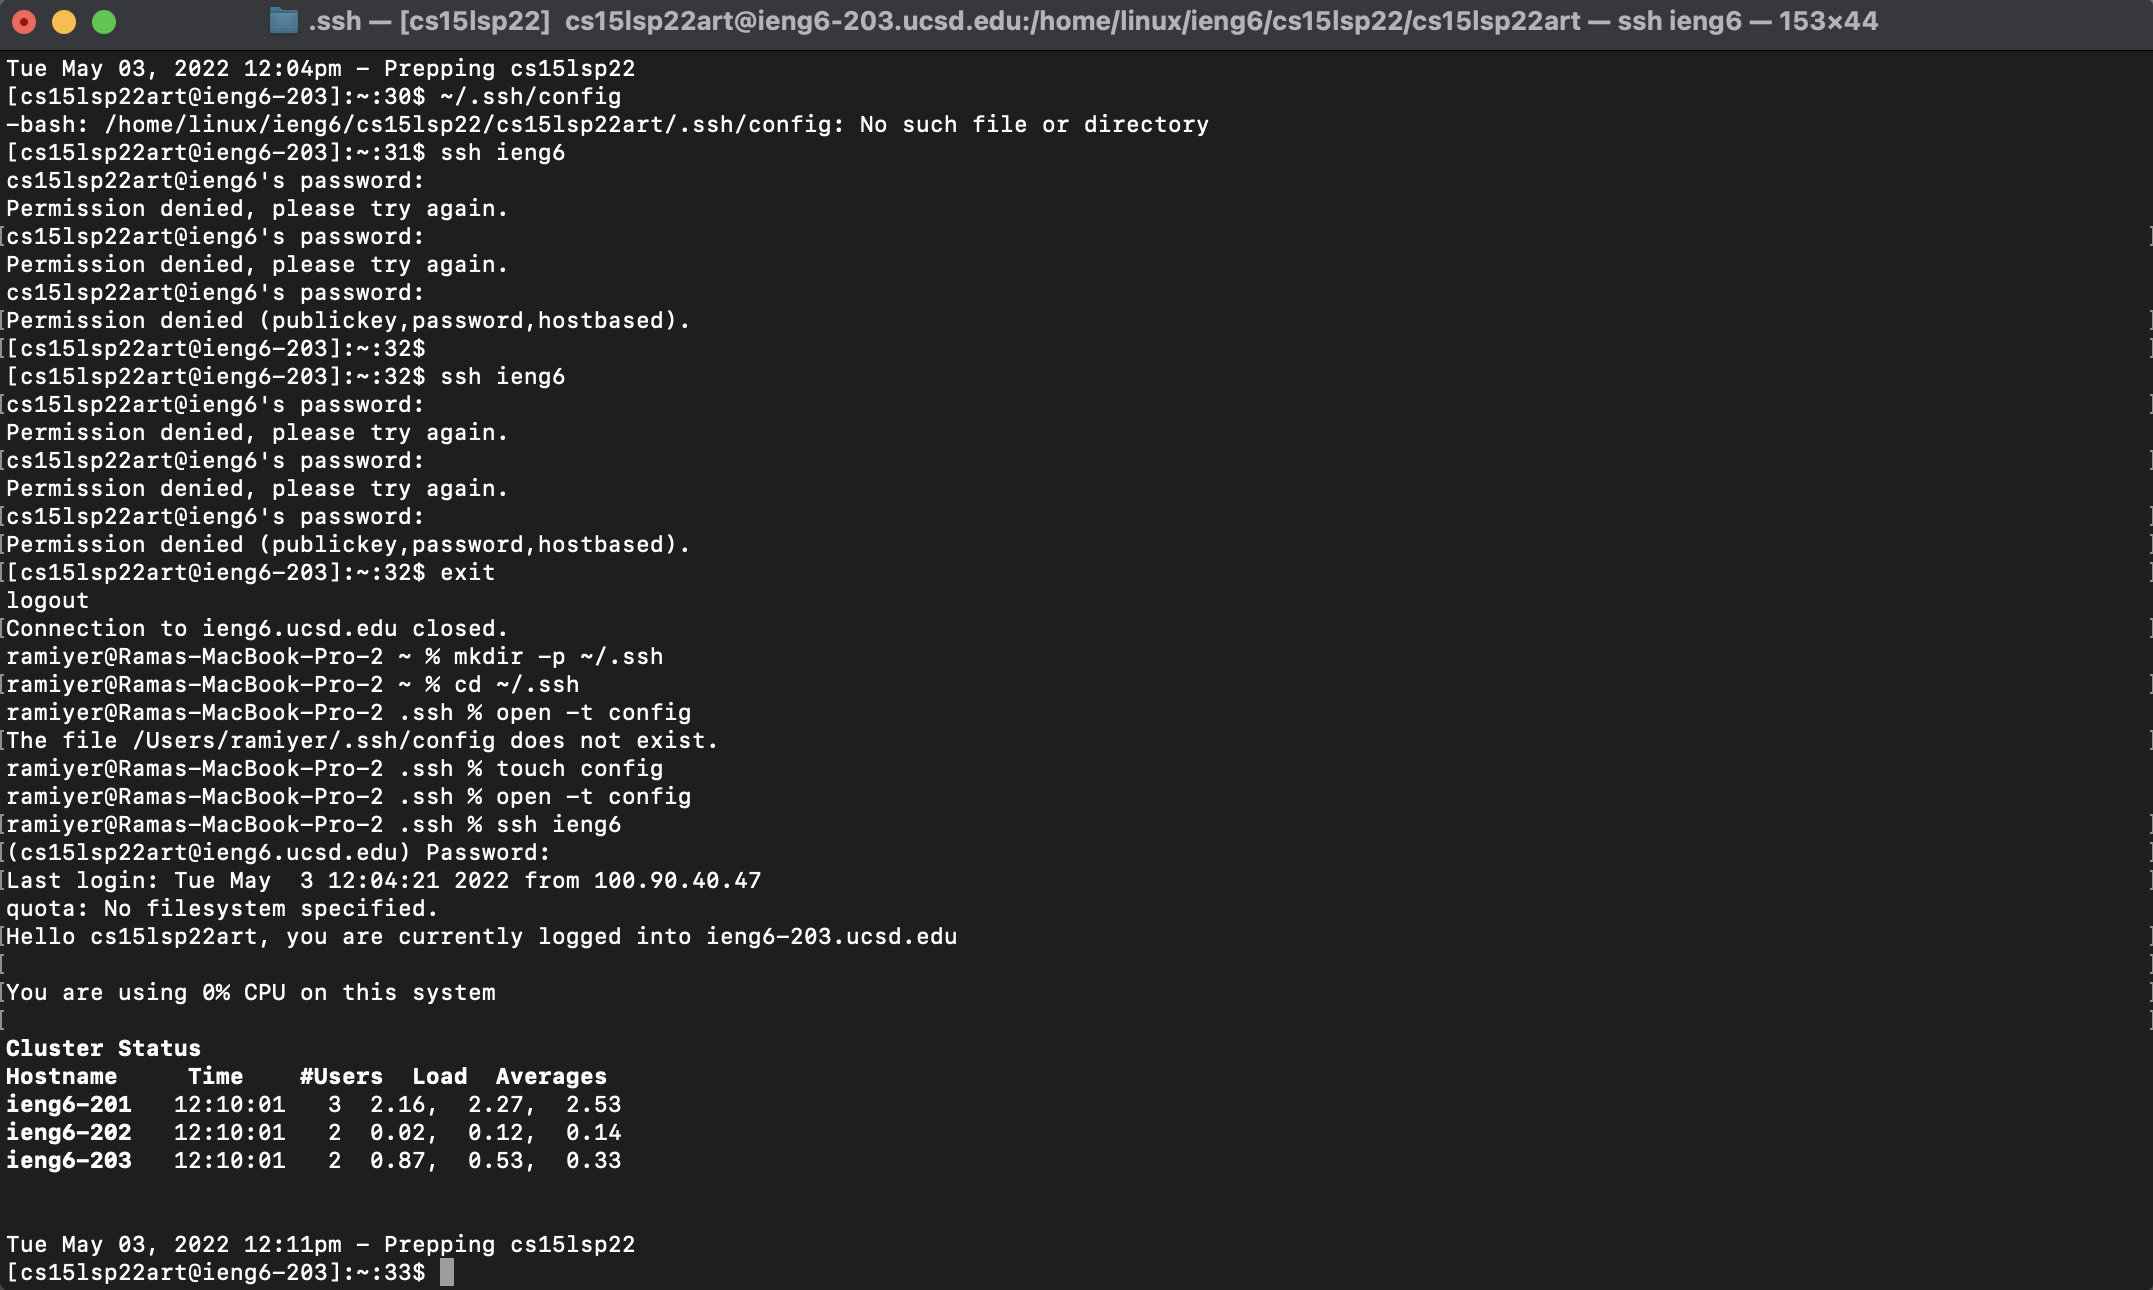 .ssh — [cs15lsp22]  cs15lsp22art@ieng6-203.ucsd.edu:/home/linux/ieng6/cs15lsp22/cs15lsp22art — ssh ieng6 — 153×44
Tue May 03, 2022 12:04pm - Prepping cs15lsp22
[cs15lsp22art@ieng6-203]:~:30$ ~/.ssh/config
-bash: /home/linux/ieng6/cs15lsp22/cs15lsp22art/.ssh/config: No such file or directory
[cs15lsp22art@ieng6-203]:~:31$ ssh ieng6
cs15lsp22art@ieng6's password:
Permission denied, please try again.
cs15lsp22art@ieng6's password:
Permission denied, please try again.
cs15lsp22art@ieng6's password:
Permission denied (publickey,password,hostbased).
[cs15lsp22art@ieng6-203]:~:32$
[cs15lsp22art@ieng6-203]:~:32$ ssh ieng6
cs15lsp22art@ieng6's password:
Permission denied, please try again.
cs15lsp22art@ieng6's password:
Permission denied, please try again.
cs15lsp22art@ieng6's password:
Permission denied (publickey,password,hostbased).
[cs15lsp22art@ieng6-203]:~:32$ exit
logout
Connection to ieng6.ucsd.edu closed.
ramiyer@Ramas-MacBook-Pro-2 ~ % mkdir -p ~/.ssh
ramiyer@Ramas-MacBook-Pro-2 ~ % cd ~/.ssh
ramiyer@Ramas-MacBook-Pro-2 .ssh % open -t config
The file /Users/ramiyer/.ssh/config does not exist.
ramiyer@Ramas-MacBook-Pro-2 .ssh % touch config
ramiyer@Ramas-MacBook-Pro-2 .ssh % open -t config
ramiyer@Ramas-MacBook-Pro-2 .ssh % ssh ieng6
(cs15lsp22art@ieng6.ucsd.edu) Password:
Last login: Tue May  3 12:04:21 2022 from 100.90.40.47
quota: No filesystem specified.
Hello cs15lsp22art, you are currently logged into ieng6-203.ucsd.edu
You are using 0% CPU on this system
Cluster Status
Hostname     Time    #Users  Load  Averages
ieng6-201   12:10:01   3  2.16,  2.27,  2.53
ieng6-202   12:10:01   2  0.02,  0.12,  0.14
ieng6-203   12:10:01   2  0.87,  0.53,  0.33
Tue May 03, 2022 12:11pm - Prepping cs15lsp22
[cs15lsp22art@ieng6-203]:~:33$